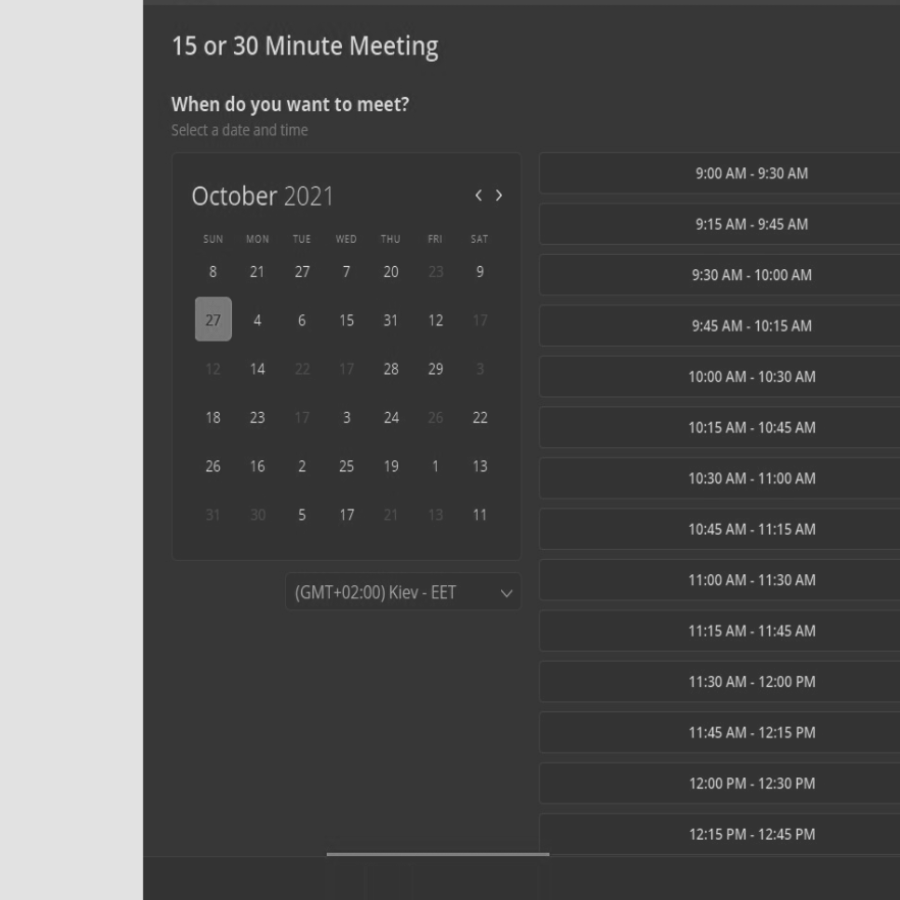 15 or 30 Minute Meeting
When do you want to meet?
Select a date and time
October 2021
SUN MON TUE WED THU FRI SAT
8 21 27 7 20 23 9
27 4 6 15 31 12 17
12 14 22 17 28 29 3
18 23 17 3 24 26 22
26 16 2 25 19 1 13
31 30 5 17 21 13 11
(GMT+02:00) Kiev - EET
9:00 AM - 9:30 AM
9:15 AM - 9:45 AM
9:30 AM - 10:00 AM
9:45 AM - 10:15 AM
10:00 AM - 10:30 AM
10:15 AM - 10:45 AM
10:30 AM - 11:00 AM
10:45 AM - 11:15 AM
11:00 AM - 11:30 AM
11:15 AM - 11:45 AM
11:30 AM - 12:00 PM
11:45 AM - 12:15 PM
12:00 PM - 12:30 PM
12:15 PM - 12:45 PM